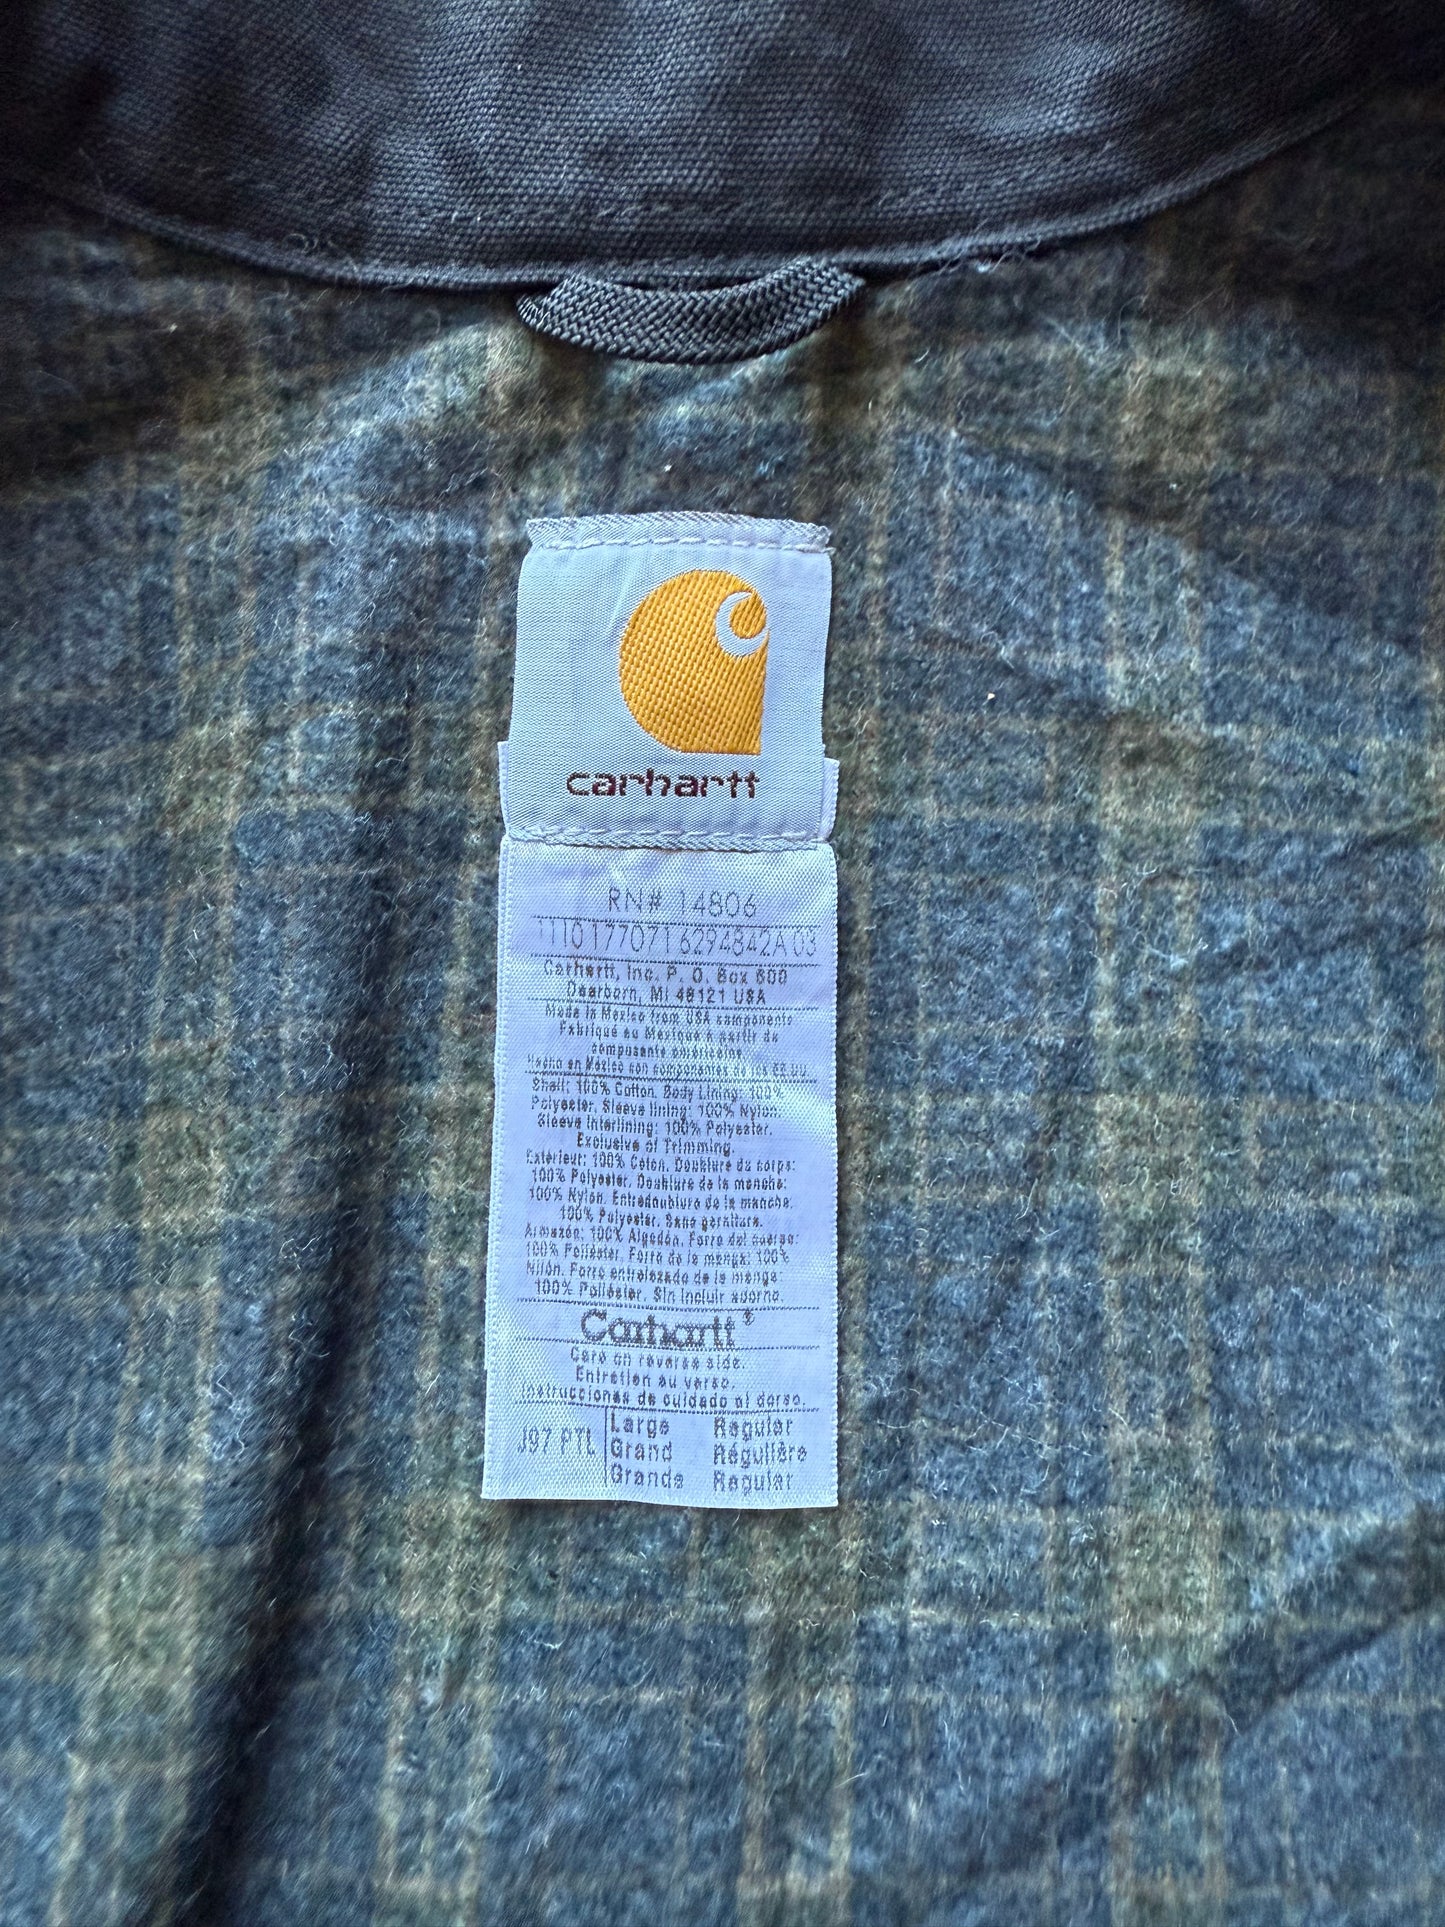 carhartt
RN# 14806
1110177071 6294842A 03
Carhartt, Inc. P. O. Box 600
Dearborn, MI 48121 USA
Made in Mexico from USA components
Fabriqué au Mexique à partir de
composante américaine
Hecho en México con componentes de los EE.UU.
Shell: 100% Cotton. Body Lining: 100%
Polyester. Sleeve lining: 100% Nylon.
Sleeve Interlining: 100% Polyester.
Exclusive of Trimming.
Extérieur: 100% Coton. Doublure du corps:
100% Polyester. Doublure de la manche:
100% Nylon. Entredoublure de la manche:
100% Polyester. Sans garniture.
Armazón: 100% Algodón. Forro del cuerpo:
100% Poliéster. Forro de la manga: 100%
Nilón. Forro entrelazado de la manga:
100% Poliéster. Sin incluir adorno.
Carhartt®
Care on reverse side.
Entretien au verso.
Instrucciones de cuidado al dorso.
J97 PTL
Large Regular
Grand Régulière
Grande Regular